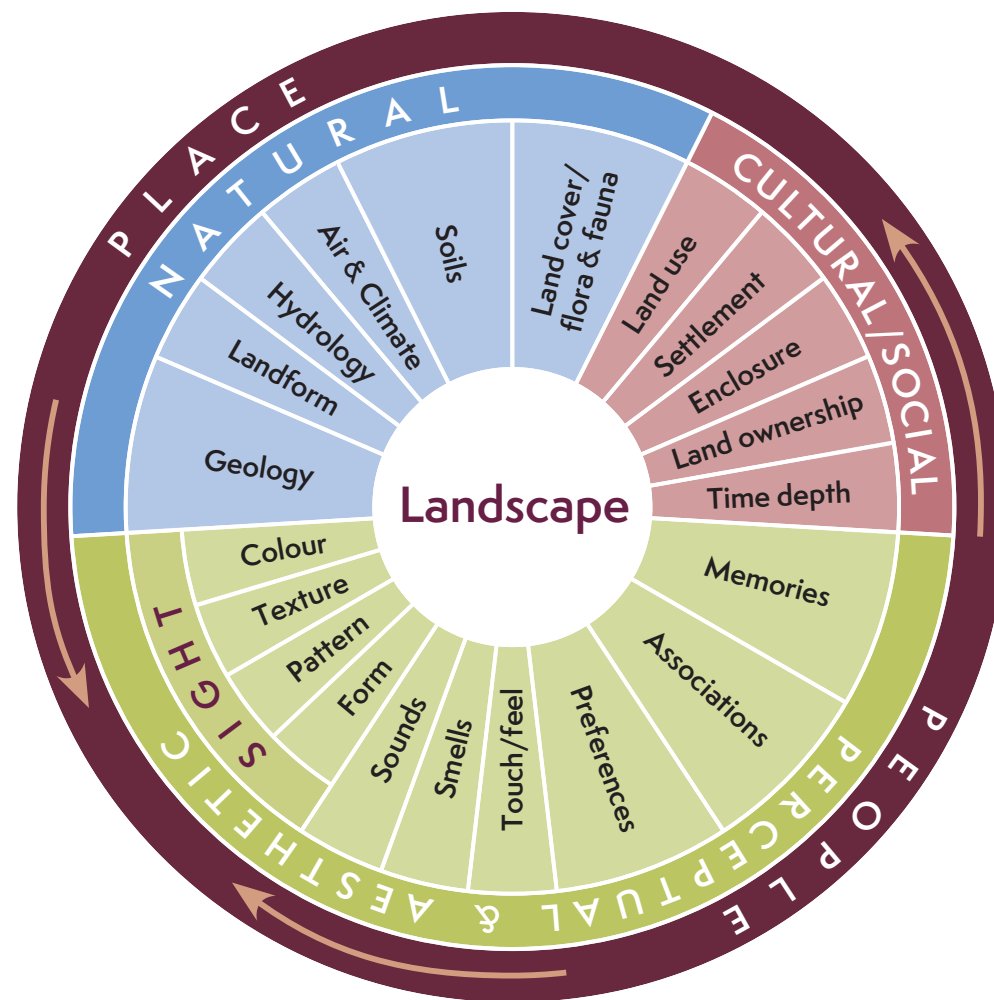 PLACE
NATURAL
Geology
Landform
Hydrology
Air & Climate
Soils
Land cover/
flora & fauna
CULTURAL/SOCIAL
Land use
Settlement
Enclosure
Land ownership
Time depth
PEOPLE
PERCEPTUAL & AESTHETIC
Memories
Associations
Preferences
Touch/feel
Smells
Sounds
SIGHT
Form
Pattern
Texture
Colour
Landscape